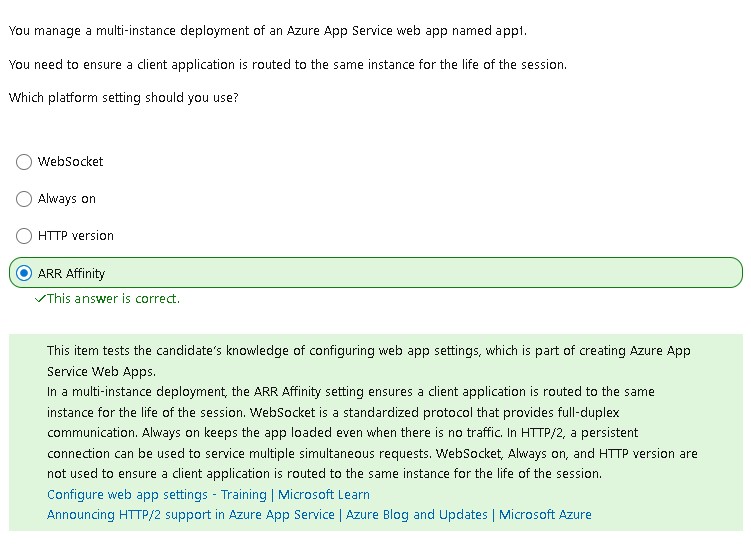 You manage a multi-instance deployment of an Azure App Service web app named app1.
You need to ensure a client application is routed to the same instance for the life of the session.
Which platform setting should you use?
WebSocket
Always on
HTTP version
ARR Affinity
✓This answer is correct.
This item tests the candidate's knowledge of configuring web app settings, which is part of creating Azure App
Service Web Apps.
In a multi-instance deployment, the ARR Affinity setting ensures a client application is routed to the same
instance for the life of the session. WebSocket is a standardized protocol that provides full-duplex
communication. Always on keeps the app loaded even when there is no traffic. In HTTP/2, a persistent
connection can be used to service multiple simultaneous requests. WebSocket, Always on, and HTTP version are
not used to ensure a client application is routed to the same instance for the life of the session.
Configure web app settings - Training | Microsoft Learn
Announcing HTTP/2 support in Azure App Service | Azure Blog and Updates | Microsoft Azure